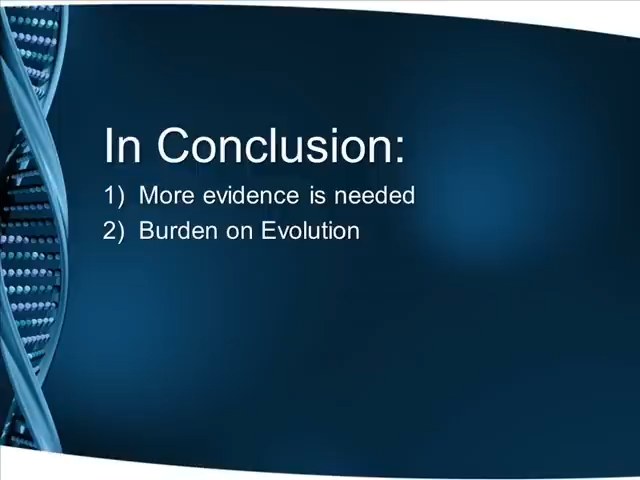 In Conclusion:
1) More evidence is needed
2) Burden on Evolution